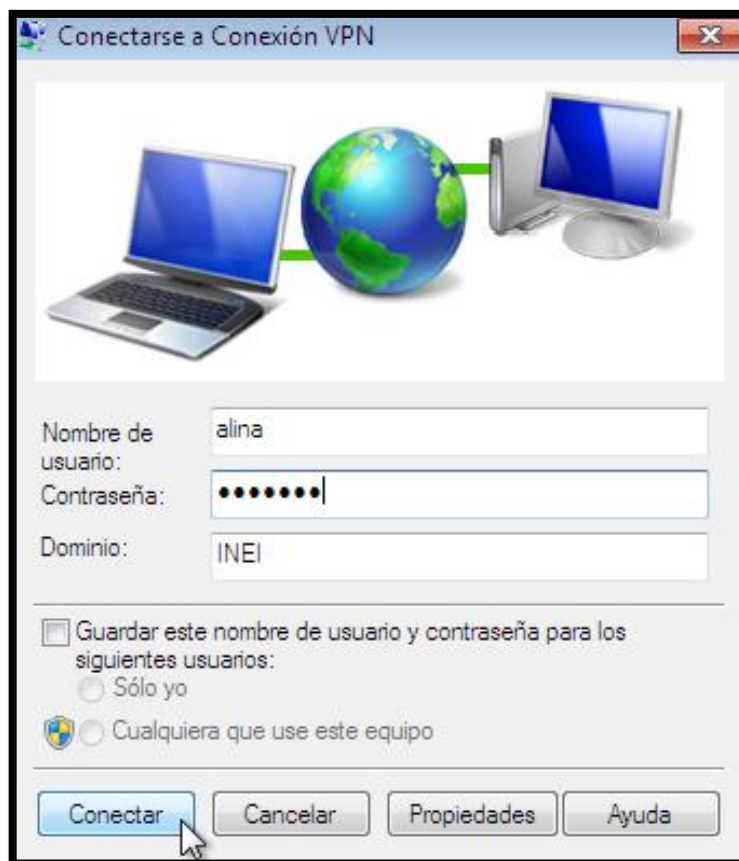 Conectarse a Conexión VPN
Nombre de
usuario:
alina
Contraseña:
•••••••
Dominio:
INEI
Guardar este nombre de usuario y contraseña para los
siguientes usuarios:
Sólo yo
Cualquiera que use este equipo
Conectar
Cancelar
Propiedades
Ayuda